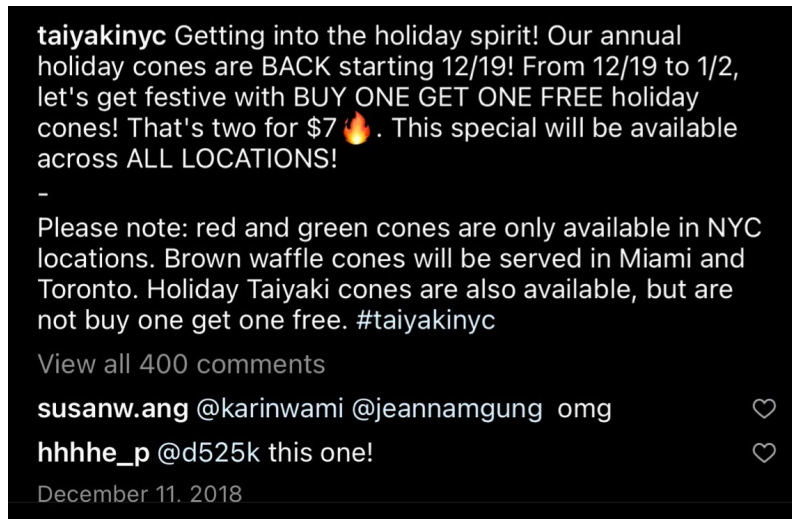 taiyakinyc Getting into the holiday spirit! Our annual
holiday cones are BACK starting 12/19! From 12/19 to 1/2,
let's get festive with BUY ONE GET ONE FREE holiday
cones! That's two for $7🔥. This special will be available
across ALL LOCATIONS!
-
Please note: red and green cones are only available in NYC
locations. Brown waffle cones will be served in Miami and
Toronto. Holiday Taiyaki cones are also available, but are
not buy one get one free. #taiyakinyc
View all 400 comments
susanw.ang @karinwami @jeannamgung omg
hhhhe_p @d525k this one!
December 11, 2018